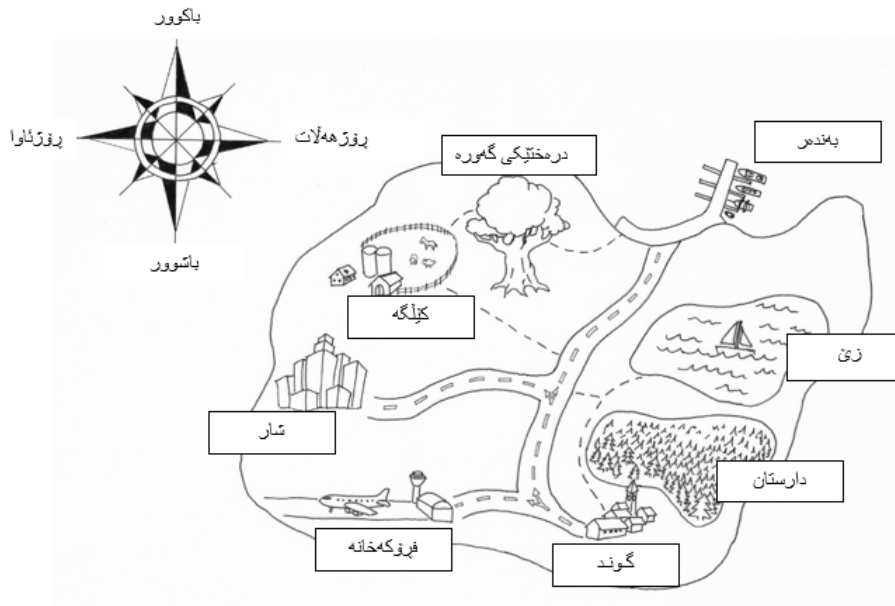 باکوور
ڕۆژئاوا
ڕۆژهەڵات
باشوور
درەختێکی گەورە
بەندەر
کێڵگە
زێ
شار
دارستان
فڕۆکەخانە
گوند